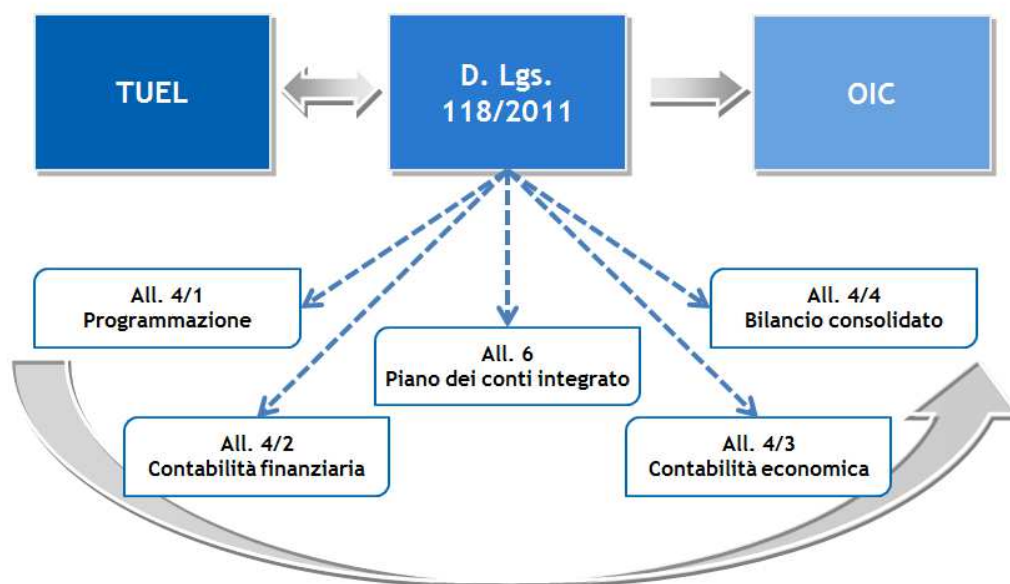 TUEL
D. Lgs.
118/2011
OIC
All. 4/1
Programmazione
All. 4/4
Bilancio consolidato
All. 6
Piano dei conti integrato
All. 4/2
Contabilità finanziaria
All. 4/3
Contabilità economica